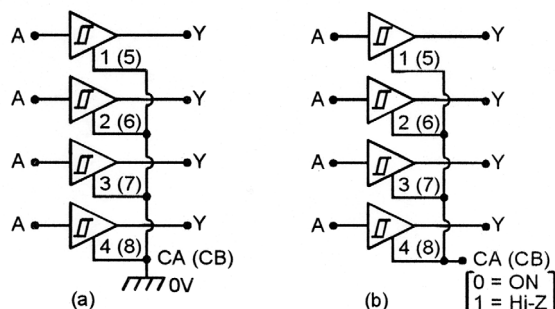 A Y A Y
1 (5) 1 (5)
A Y A Y
2 (6) 2 (6)
A Y A Y
3 (7) 3 (7)
A Y A Y
4 (8) 4 (8)
CA (CB) CA (CB)
0V
0 = ON
1 = Hi-Z
(a) (b)